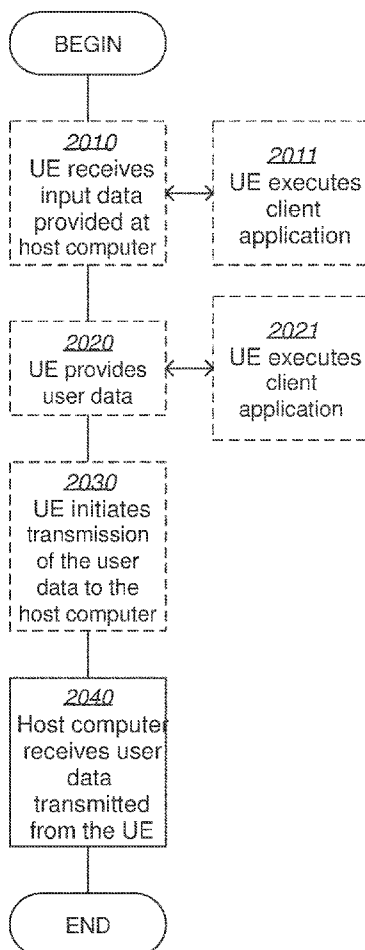 BEGIN
2010
UE receives
input data
provided at
host computer
2011
UE executes
client
application
2020
UE provides
user data
2021
UE executes
client
application
2030
UE initiates
transmission
of the user
data to the
host computer
2040
Host computer
receives user
data
transmitted
from the UE
END